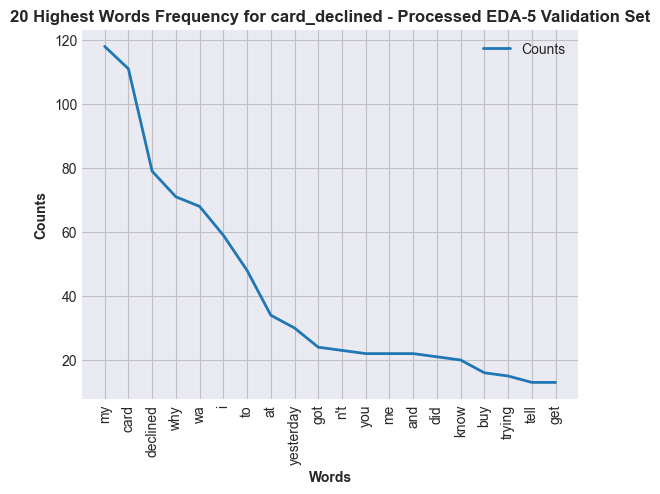 20 Highest Words Frequency for card_declined - Processed EDA-5 Validation Set
120
100
80
60
40
20
Counts
Counts
my
card
declined
why
wa
i
to
at
yesterday
got
n't
you
me
and
did
know
buy
trying
tell
get
Words